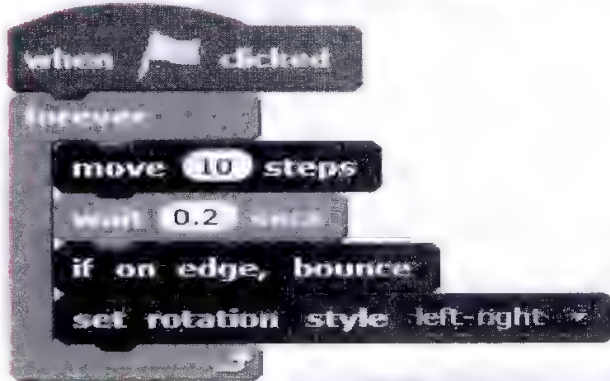 when clicked
forever
move 10 steps
wait 0.2 secs
if on edge, bounce
set rotation style left-right